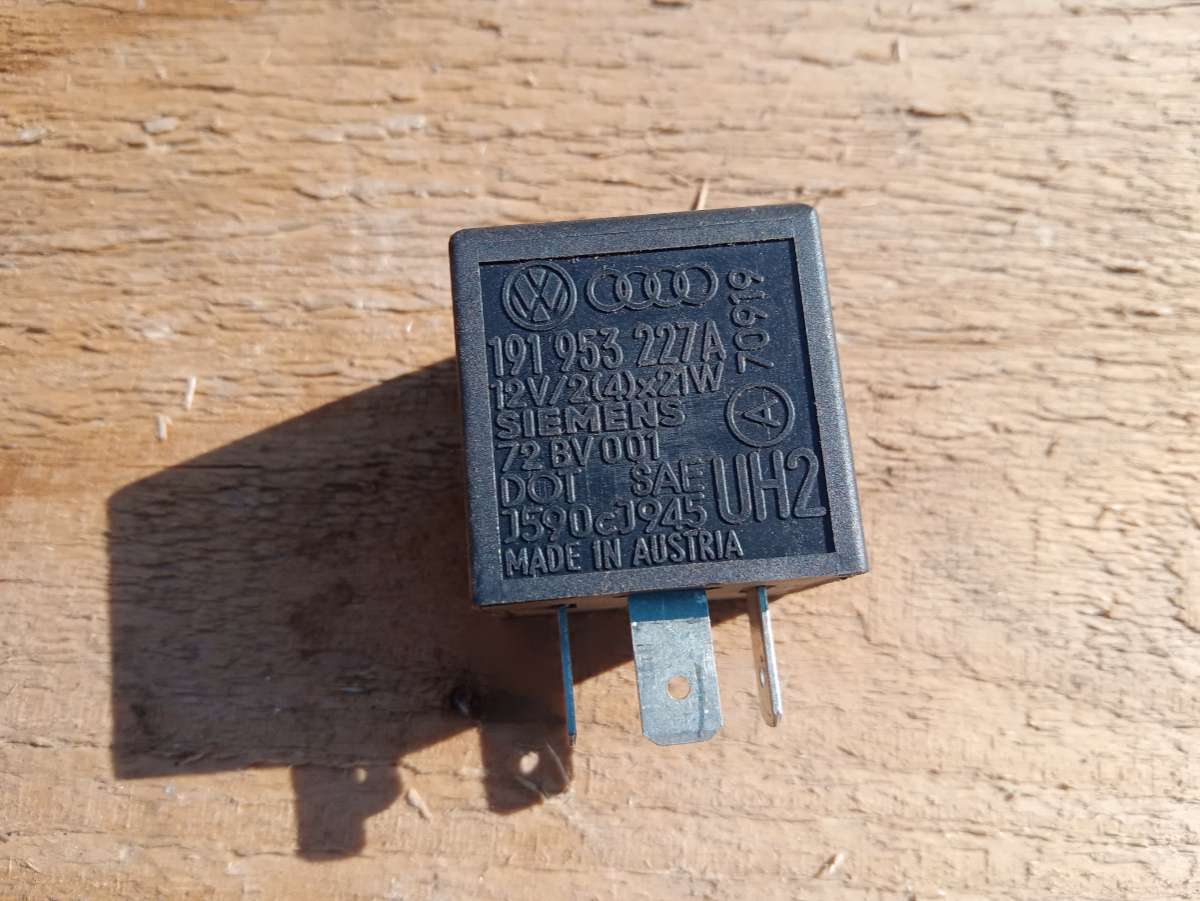 191 953 227A
12V/2(4)x21W
SIEMENS
72 BV 001
DOT SAE
J590cJ945
UH2
MADE IN AUSTRIA
70919
A